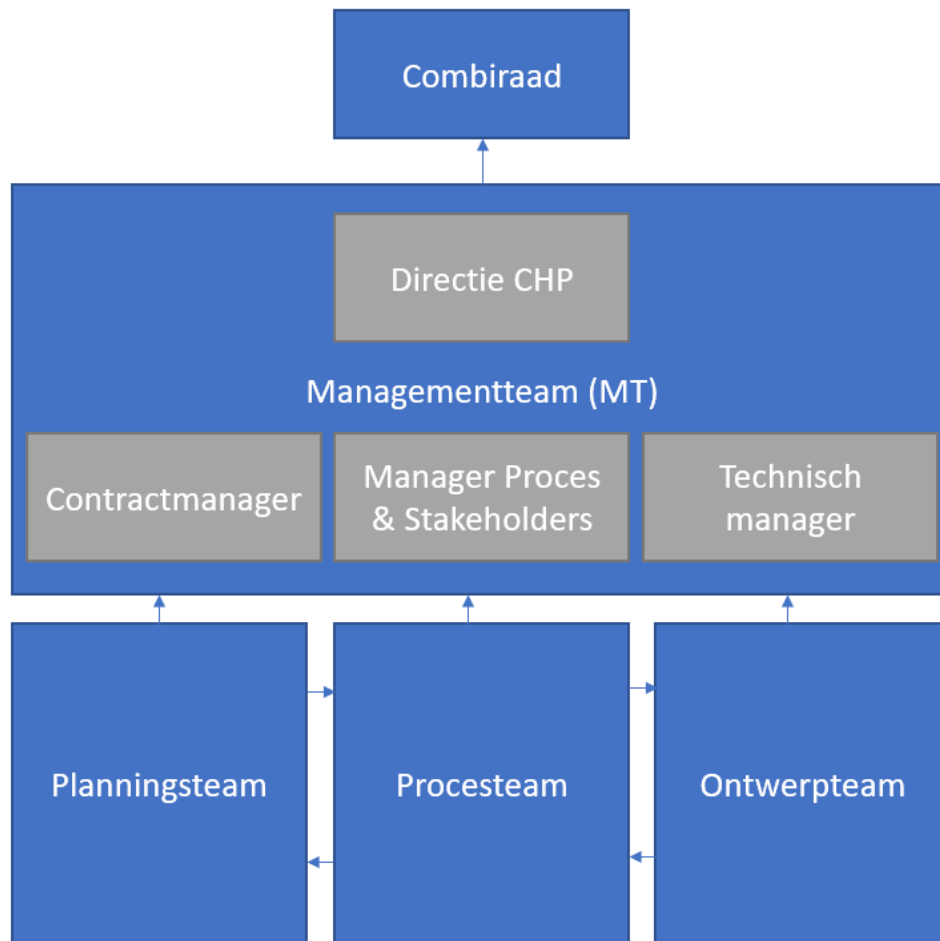 Combiraad
Directie CHP
Managementteam (MT)
Contractmanager
Manager Proces
& Stakeholders
Technisch
manager
Planningsteam
Procesteam
Ontwerpteam